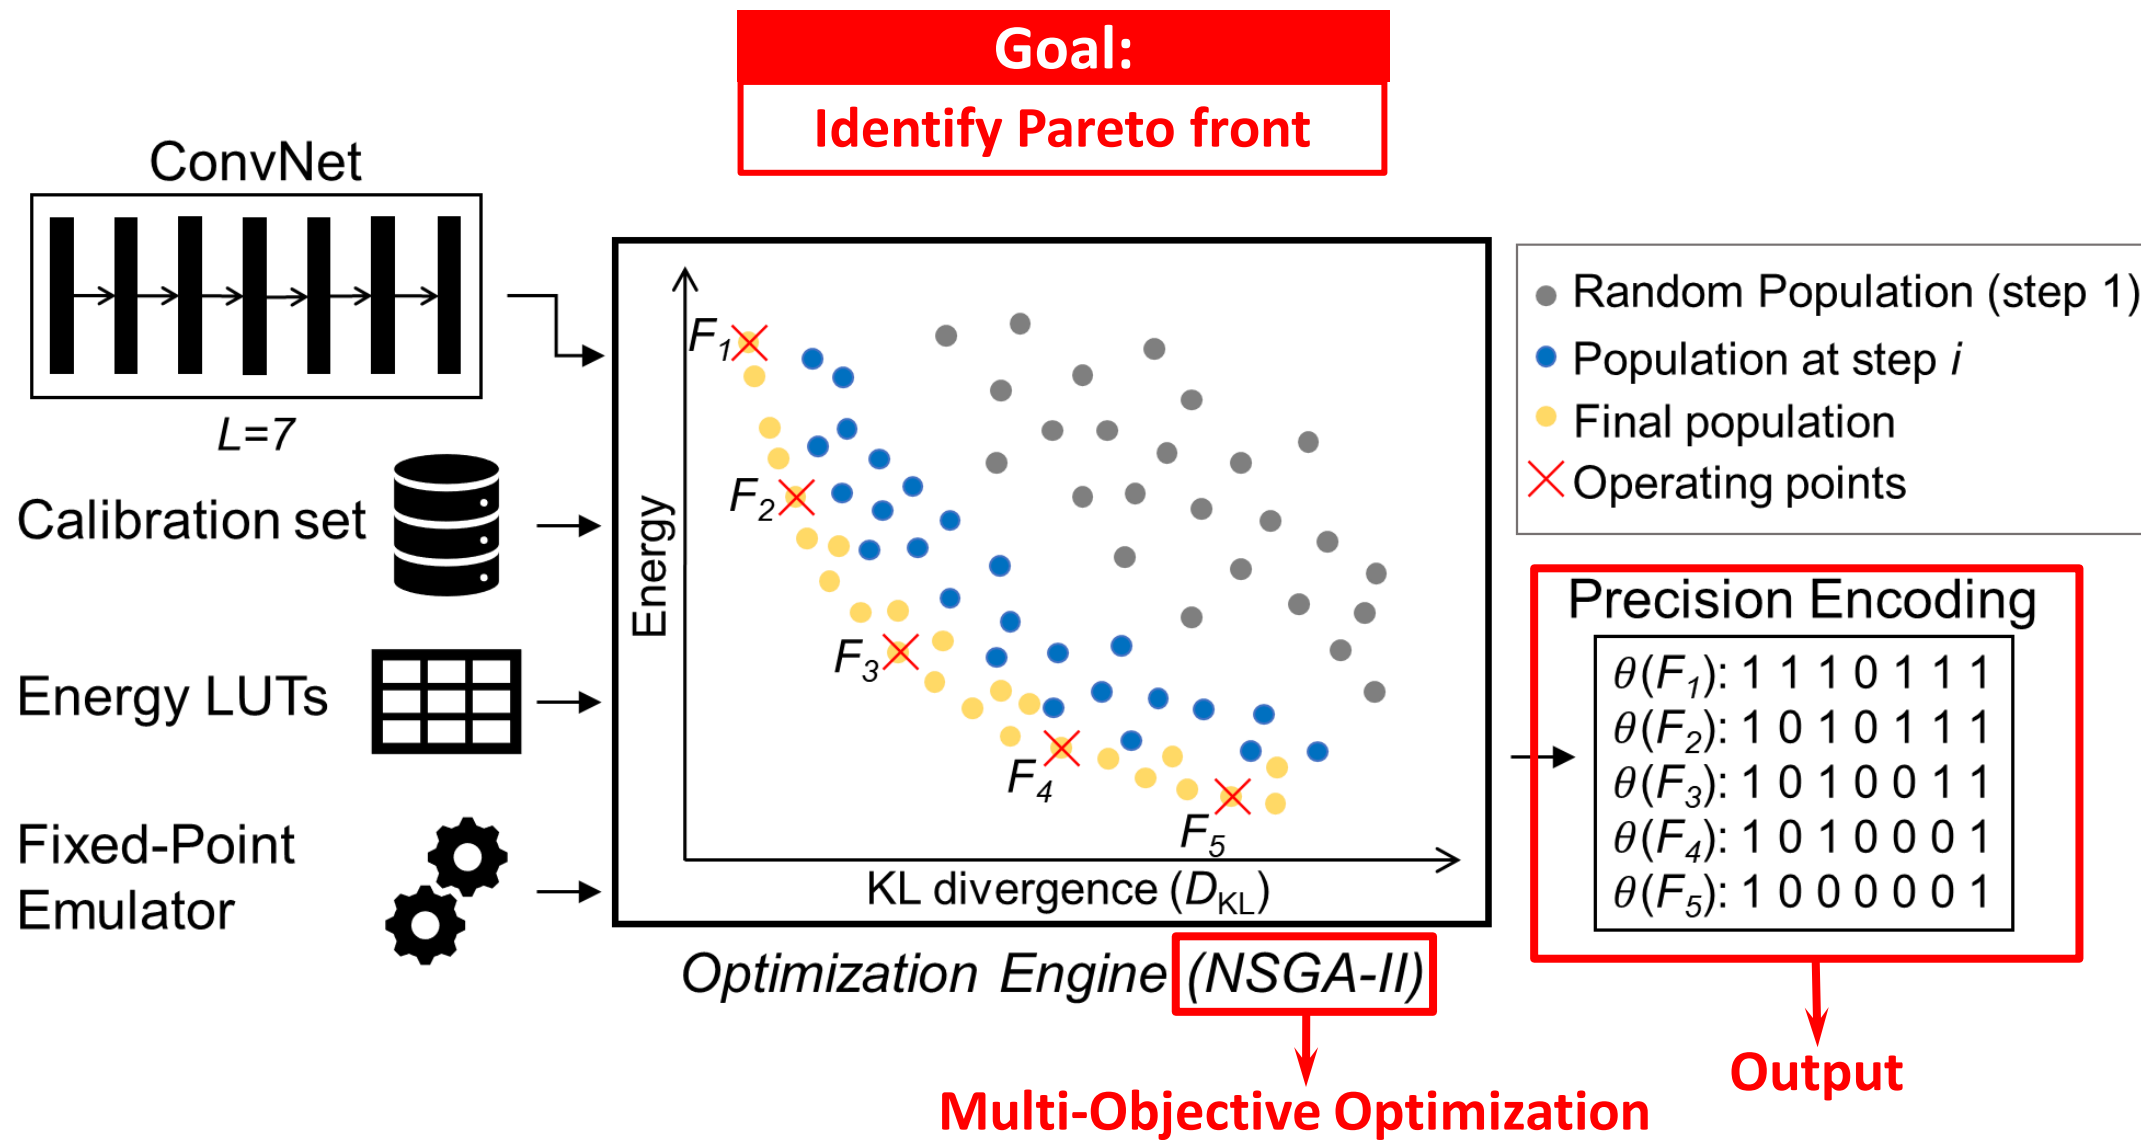 Goal:
Identify Pareto front
ConvNet
L=7
Calibration set
Energy LUTs
Fixed-Point
Emulator
Energy
F1
F2
F3
F4
F5
KL divergence (DKL)
Optimization Engine (NSGA-II)
Multi-Objective Optimization
Random Population (step 1)
Population at step i
Final population
Operating points
Precision Encoding
θ(F1): 1 1 1 0 1 1 1
θ(F2): 1 0 1 0 1 1 1
θ(F3): 1 0 1 0 0 1 1
θ(F4): 1 0 1 0 0 0 1
θ(F5): 1 0 0 0 0 0 1
Output